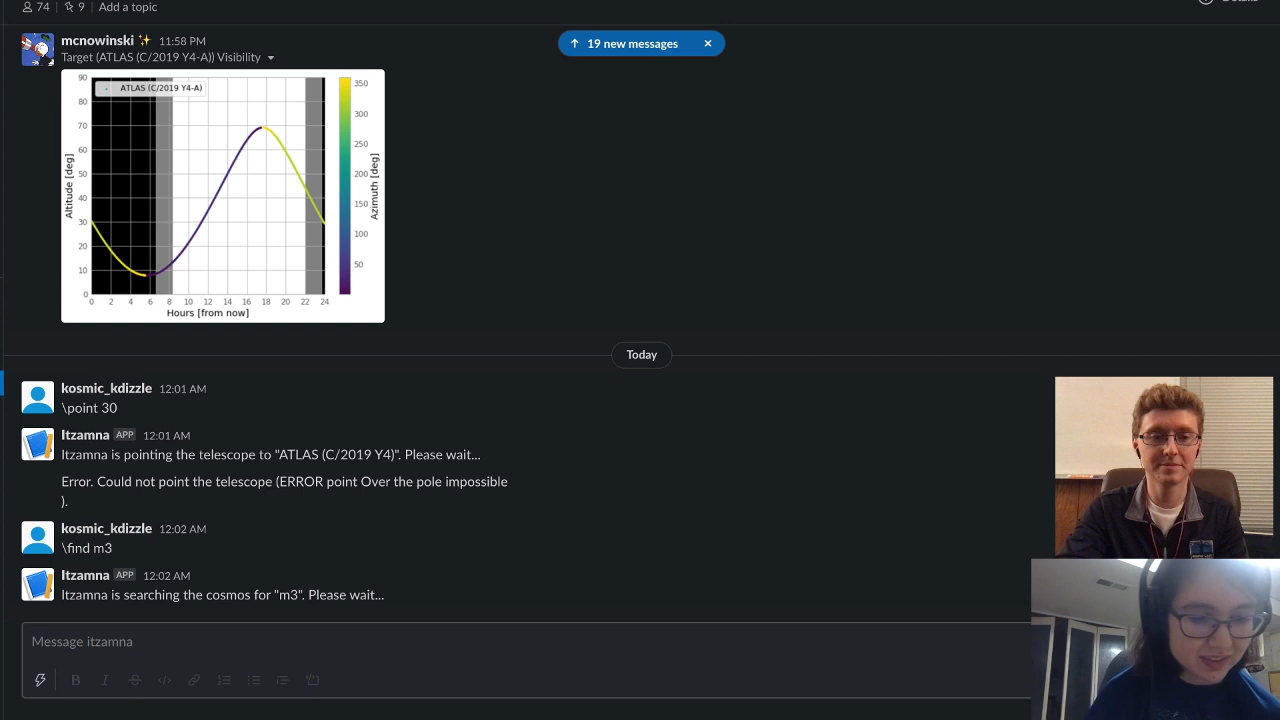 74 | 9 | Add a topic
mcnowinski 11:58 PM
Target (ATLAS (C/2019 Y4-A)) Visibility
19 new messages ×
ATLAS (C/2019 Y4-A)
90
80
70
60
50
40
30
20
10
0
Altitude [deg]
0 2 4 6 8 10 12 14 16 18 20 22 24
Hours [from now]
350
300
250
200
150
100
50
Azimuth [deg]
Today
kosmic_kdizzle 12:01 AM
\point 30
Itzamna APP 12:01 AM
Itzamna is pointing the telescope to "ATLAS (C/2019 Y4)". Please wait...
Error. Could not point the telescope (ERROR point Over the pole impossible
).
kosmic_kdizzle 12:02 AM
\find m3
Itzamna APP 12:02 AM
Itzamna is searching the cosmos for "m3". Please wait...
Message itzamna
B I S </>